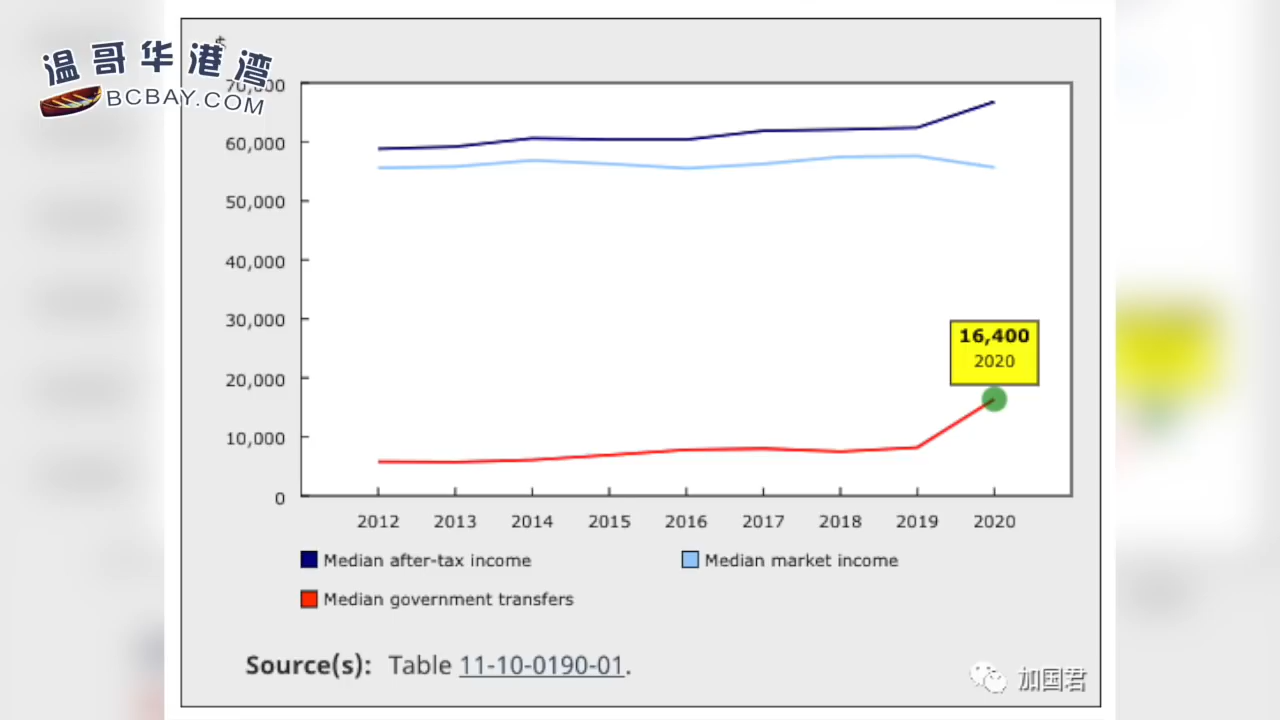 $
温哥华港湾
BCBAY.COM
70,000
60,000
50,000
40,000
30,000
20,000
10,000
0
16,400
2020
2012 2013 2014 2015 2016 2017 2018 2019 2020
Median after-tax income Median market income
Median government transfers
Source(s): Table 11-10-0190-01.
加国君